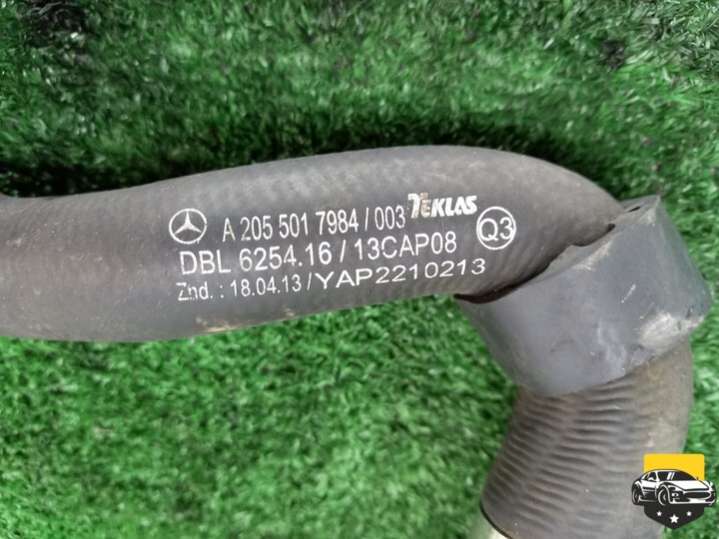 A 205 501 7984 / 003 TEKLAS
DBL 6254.16 / 13CAP08 Q3
Znd. : 18.04.13 / YAP2210213